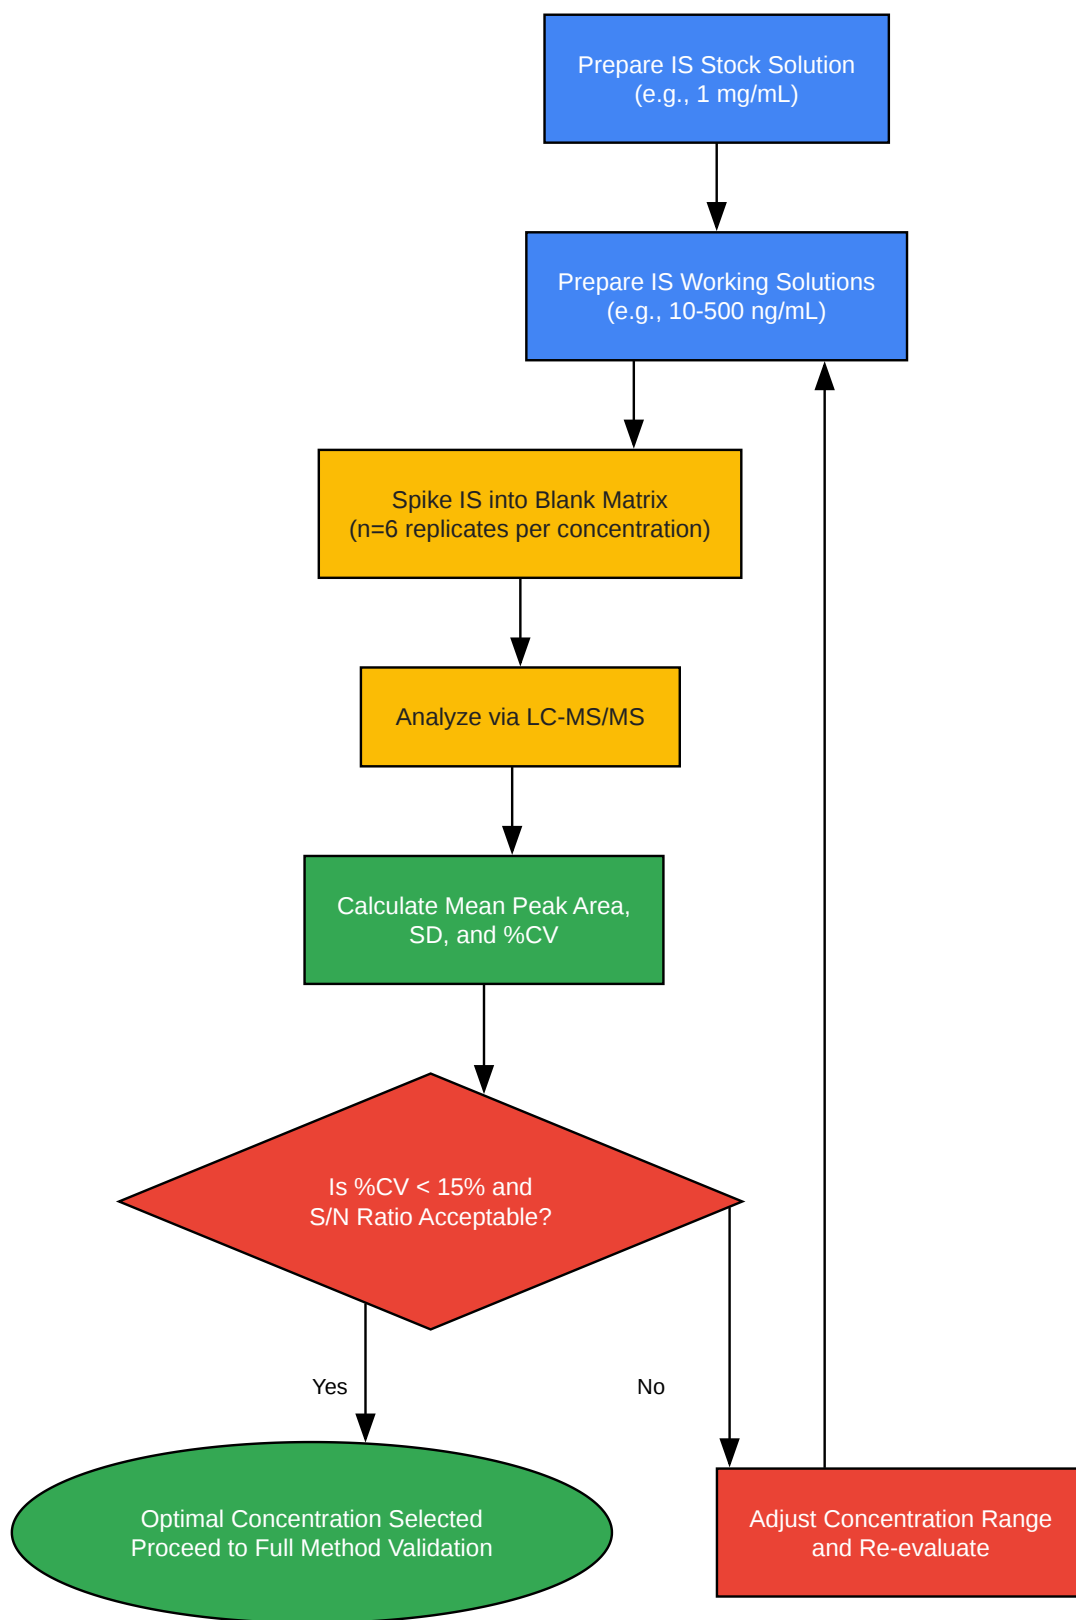 Prepare IS Stock Solution
(e.g., 1 mg/mL)
Prepare IS Working Solutions
(e.g., 10-500 ng/mL)
Spike IS into Blank Matrix
(n=6 replicates per concentration)
Analyze via LC-MS/MS
Calculate Mean Peak Area,
SD, and %CV
Is %CV < 15% and
S/N Ratio Acceptable?
Yes
No
Optimal Concentration Selected
Proceed to Full Method Validation
Adjust Concentration Range
and Re-evaluate